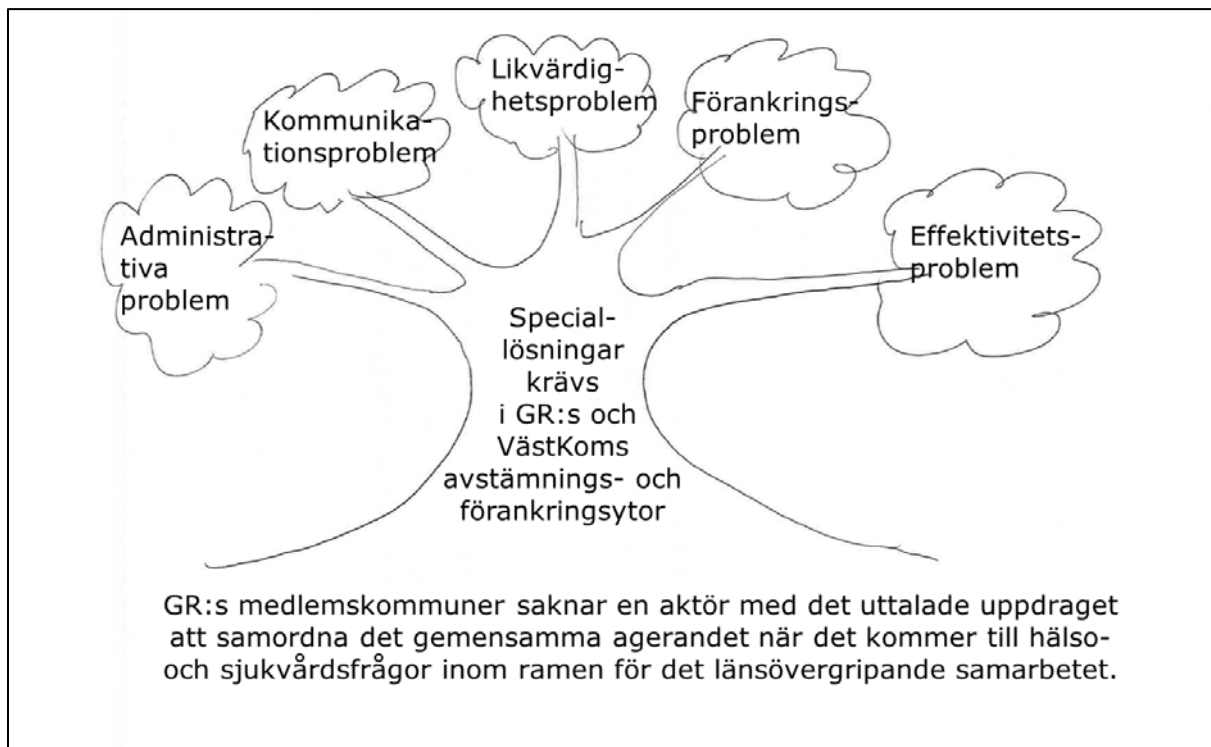 Likvärdig-
hetsproblem
Förankrings-
problem
Kommunika-
tionsproblem
Administra-
tiva
problem
Effektivitets-
problem
Special-
lösningar
krävs
i GR:s och
VästKoms
avstämnings- och
förankringsytor
GR:s medlemskommuner saknar en aktör med det uttalade uppdraget
att samordna det gemensamma agerandet när det kommer till hälso-
och sjukvårdsfrågor inom ramen för det länsövergripande samarbetet.